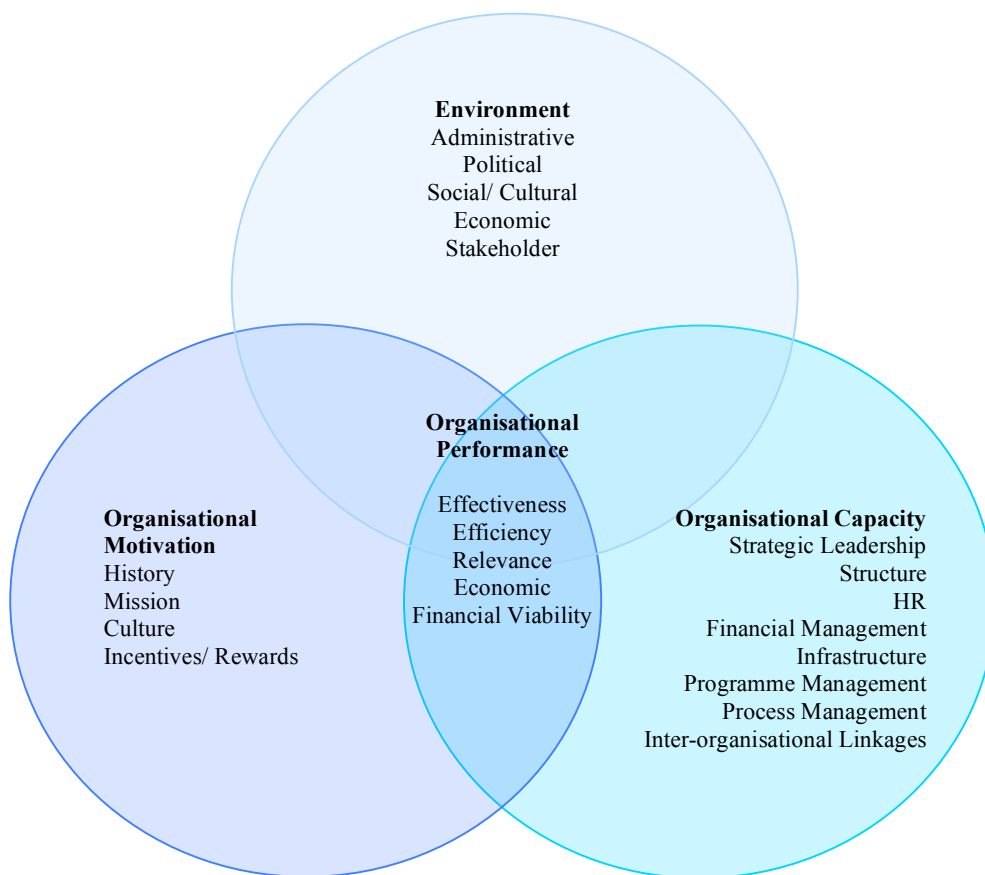 Environment
Administrative
Political
Social/ Cultural
Economic
Stakeholder
Organisational
Performance
Effectiveness
Efficiency
Relevance
Economic
Financial Viability
Organisational
Motivation
History
Mission
Culture
Incentives/ Rewards
Organisational Capacity
Strategic Leadership
Structure
HR
Financial Management
Infrastructure
Programme Management
Process Management
Inter-organisational Linkages